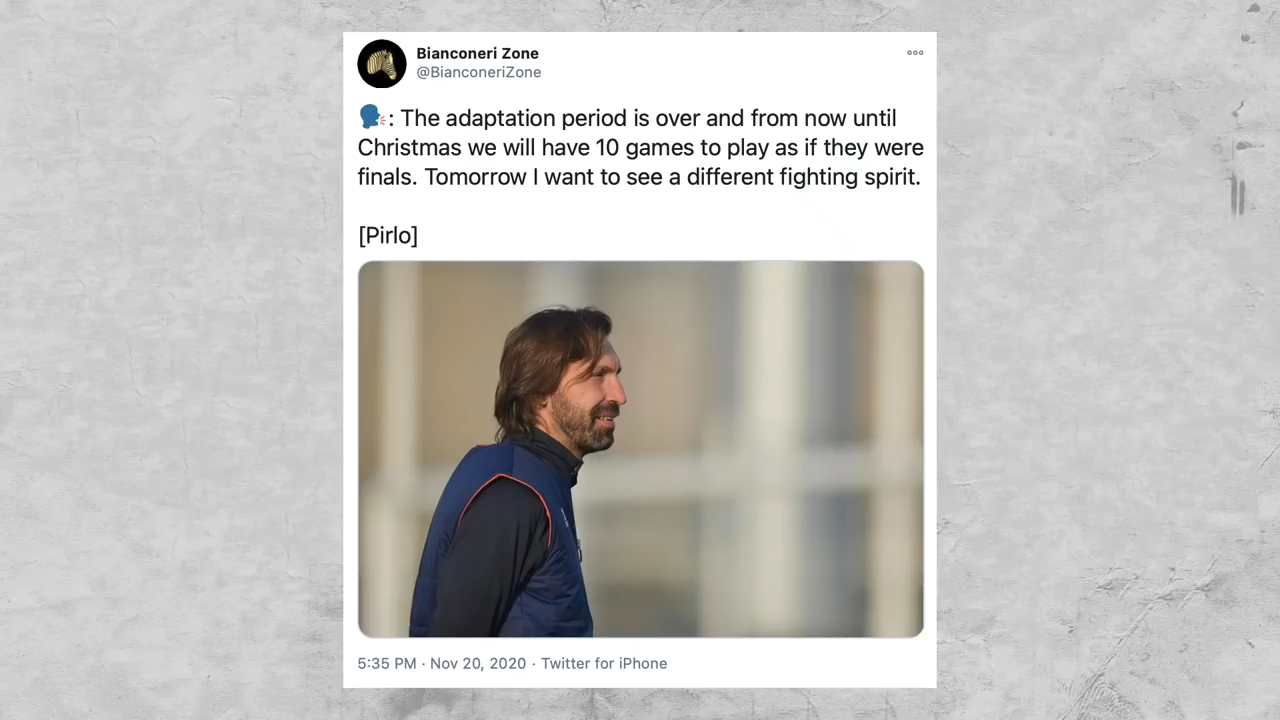 Bianconeri Zone
@BianconeriZone
🗣: The adaptation period is over and from now until
Christmas we will have 10 games to play as if they were
finals. Tomorrow I want to see a different fighting spirit.
[Pirlo]
5:35 PM · Nov 20, 2020 · Twitter for iPhone